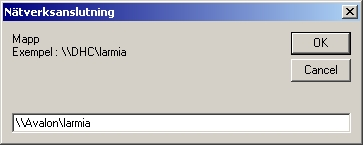 Nätverksanslutning
Mapp
Exempel : \\DHC\larmia
OK
Cancel
\\Avalon\larmia